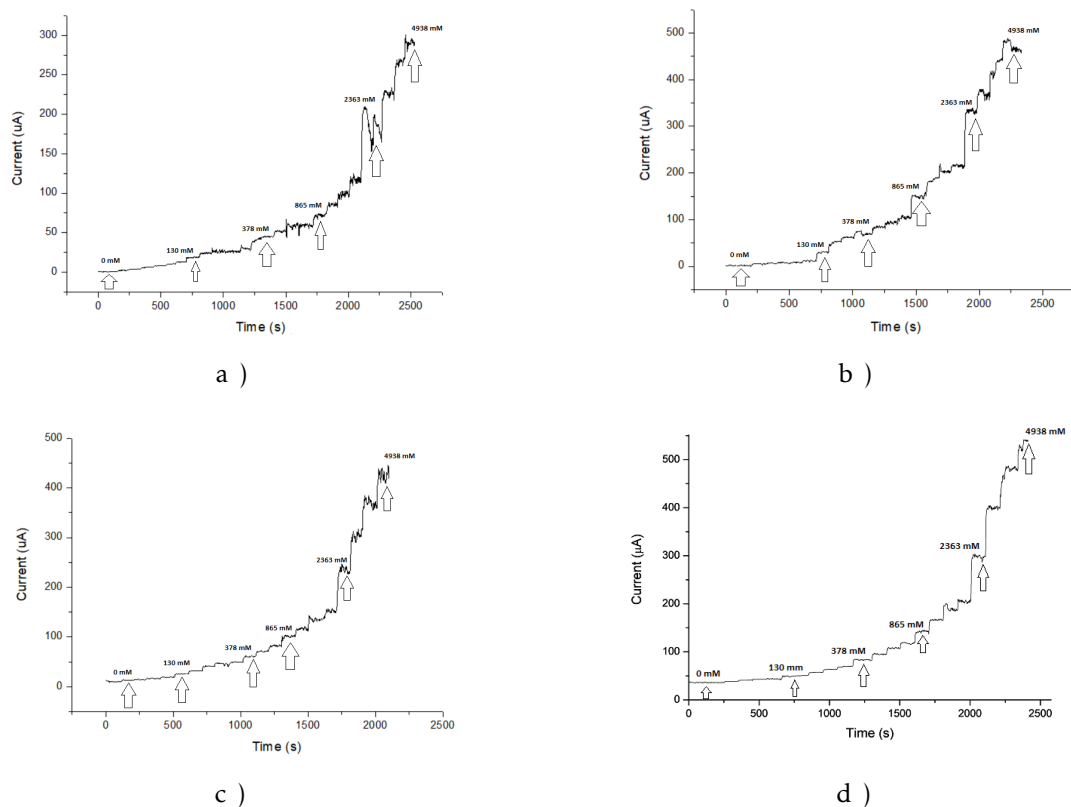 300
250
200
150
100
50
0
Current (uA)
0 mM
130 mM
378 mM
865 mM
2363 mM
4938 mM
0 500 1000 1500 2000 2500
Time (s)
a )
500
400
300
200
100
0
Current (uA)
0 mM
130 mM
378 mM
865 mM
2363 mM
4938 mM
0 500 1000 1500 2000 2500
Time (s)
b )
500
400
300
200
100
0
Current (uA)
0 mM
130 mM
378 mM
865 mM
2363 mM
4938 mM
0 500 1000 1500 2000 2500
Time (s)
c )
500
400
300
200
100
50
0
Current (µA)
0 mM
130 mm
378 mM
865 mM
2363 mM
4938 mM
0 500 1000 1500 2000 2500
Time (s)
d )